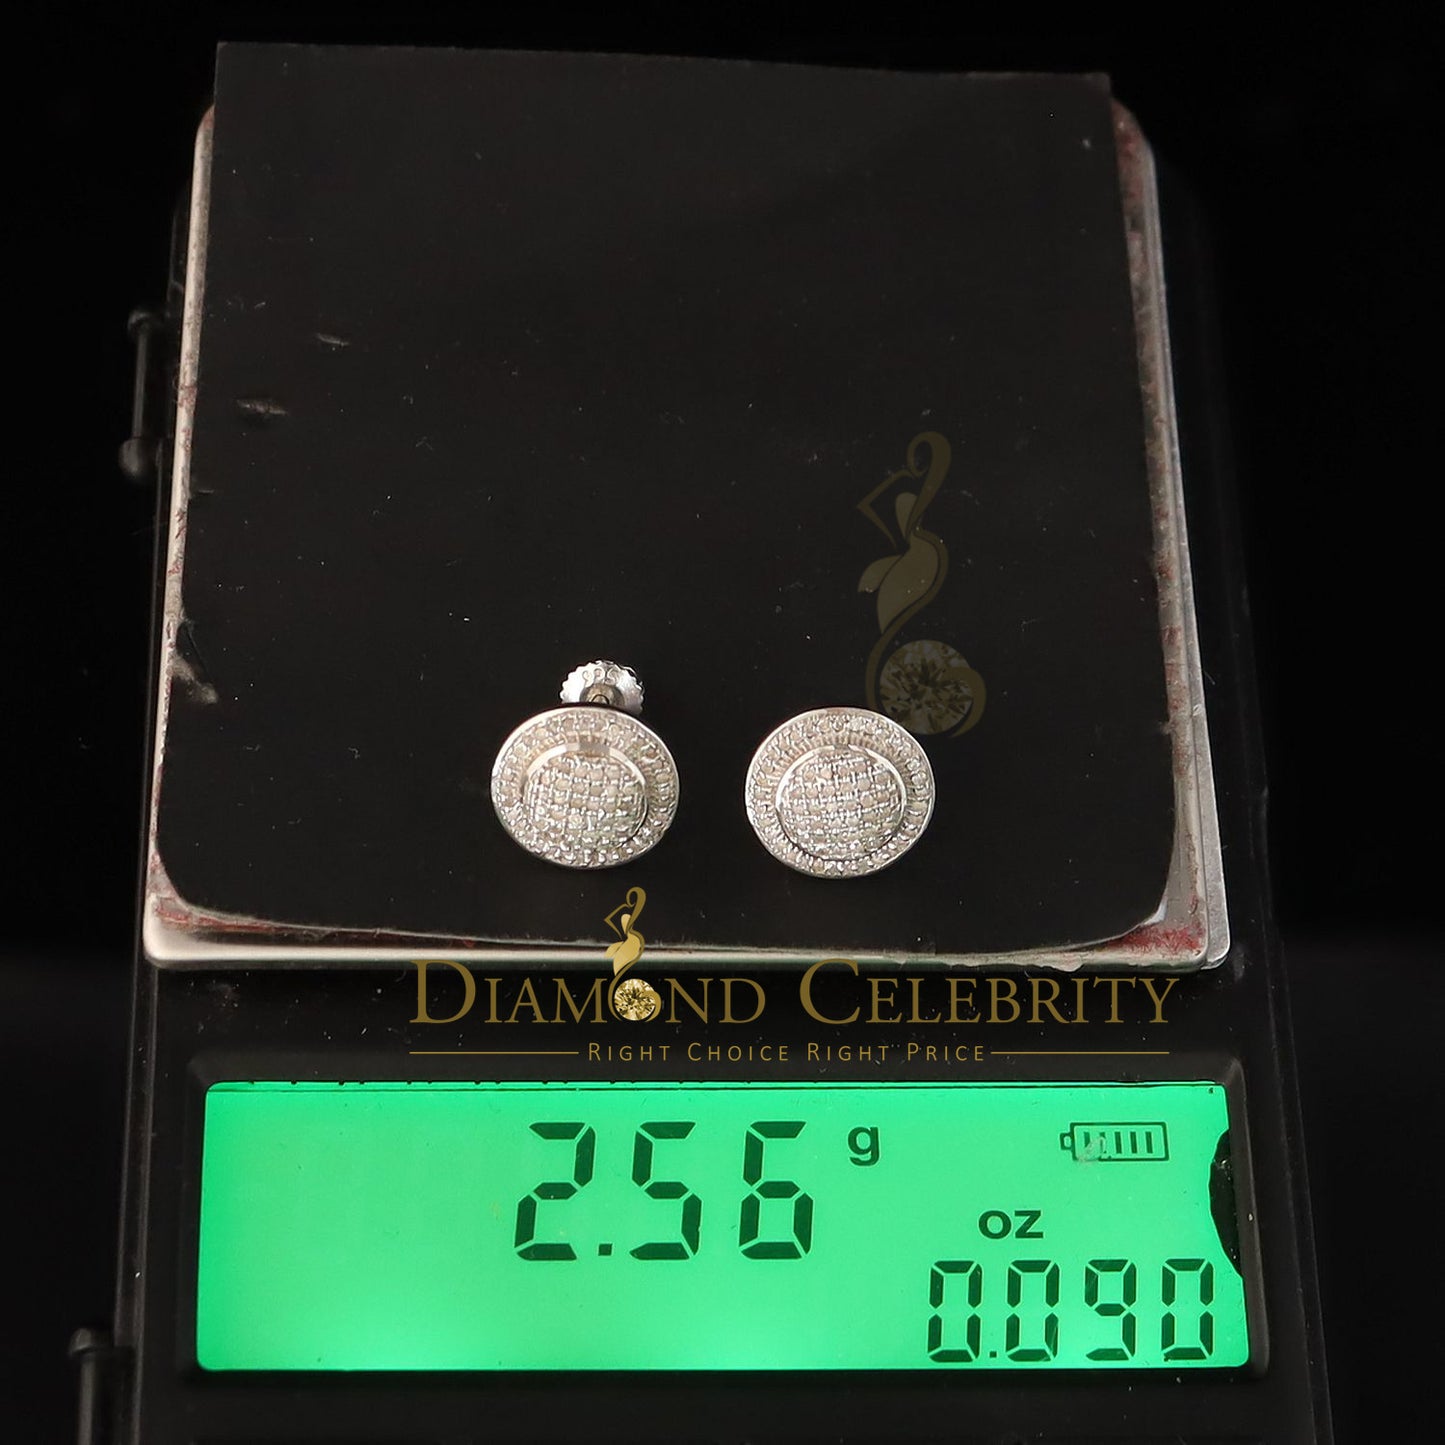 DIAMOND CELEBRITY
RIGHT CHOICE RIGHT PRICE
2.56 g
oz
0.090